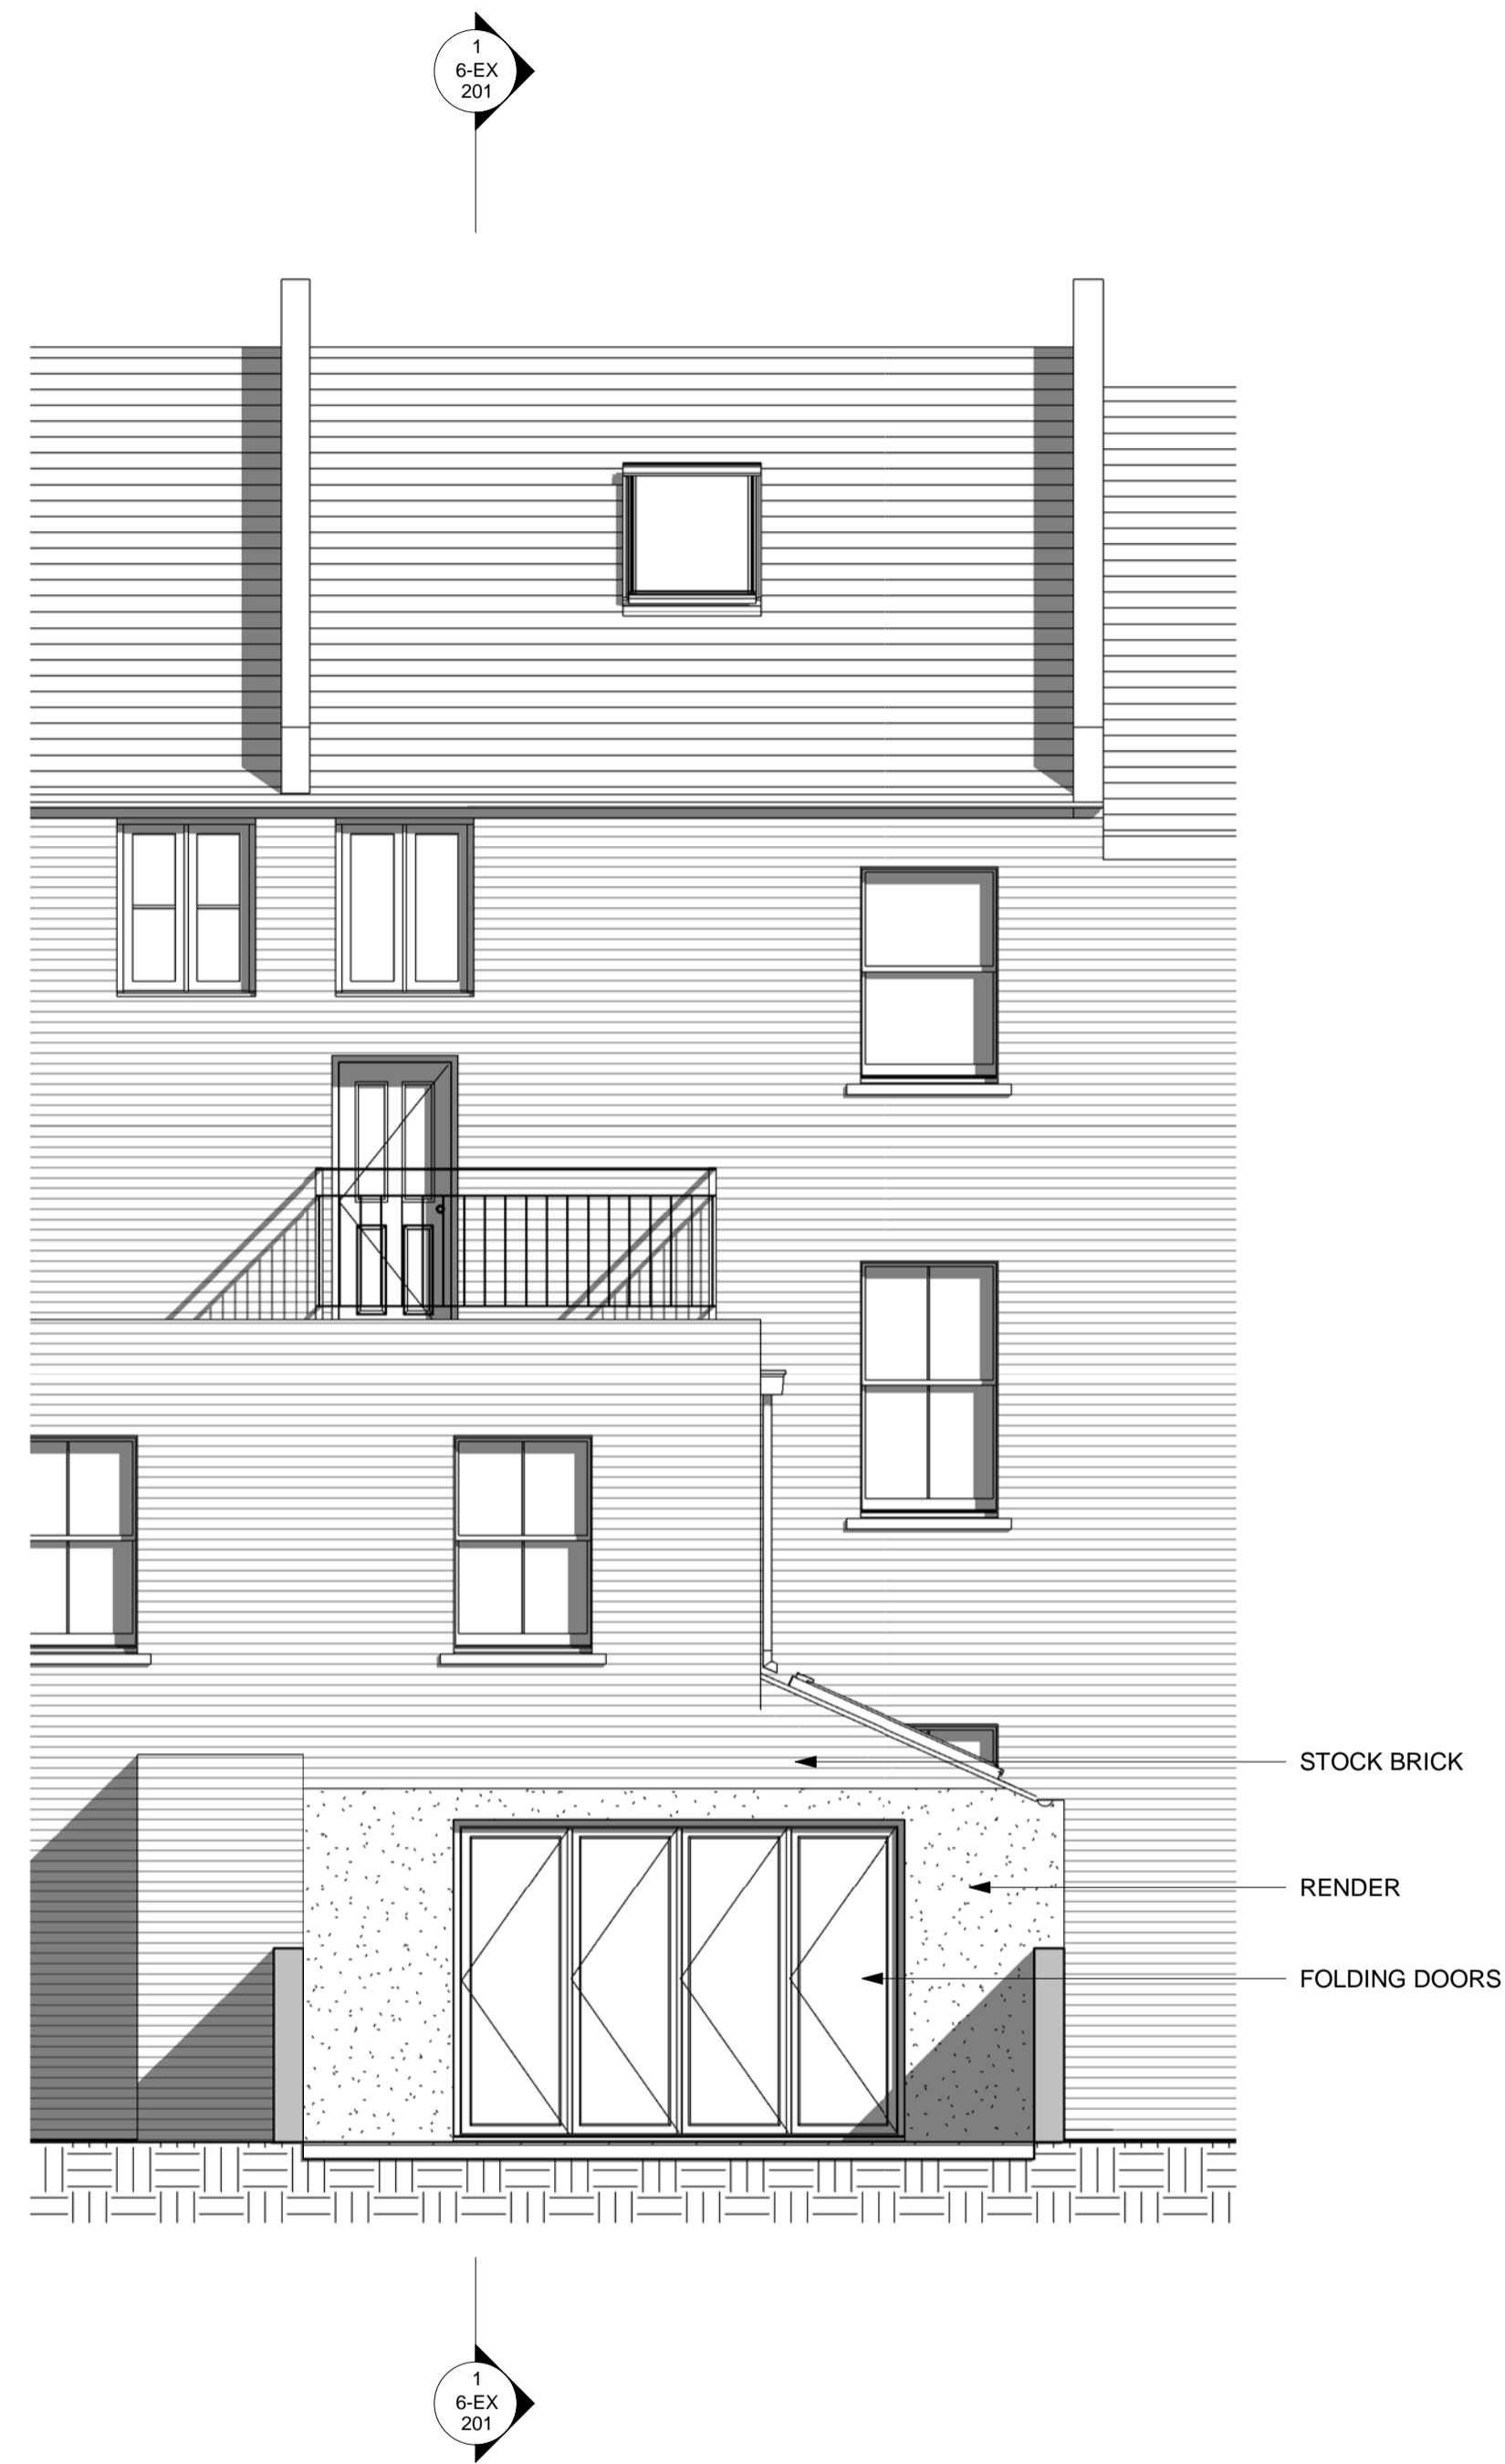 1
6-EX
201
STOCK BRICK
RENDER
FOLDING DOORS
1
6-EX
201